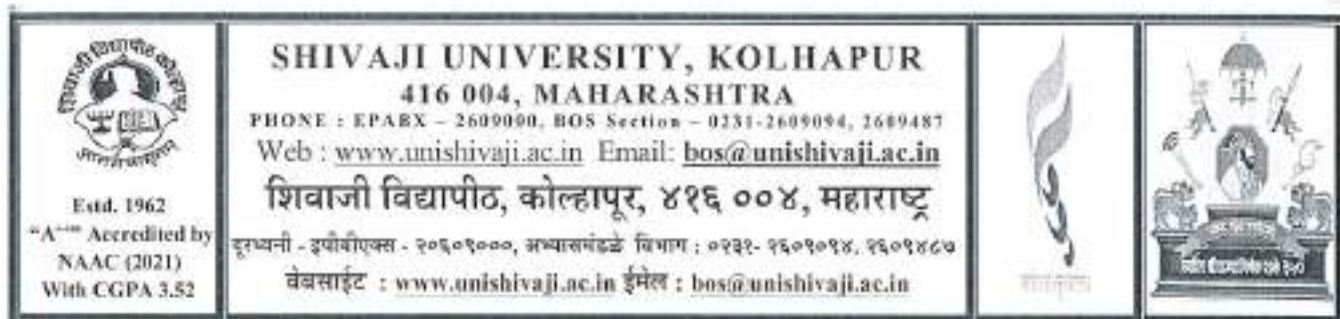 शिवाजी विद्यापीठ कोल्हापूर
Estd. 1962
"A++" Accredited by
NAAC (2021)
With CGPA 3.52
SHIVAJI UNIVERSITY, KOLHAPUR
416 004, MAHARASHTRA
PHONE : EPABX – 2609000, BOS Section – 0231-2609094, 2609487
Web : www.unishivaji.ac.in Email: bos@unishivaji.ac.in
शिवाजी विद्यापीठ, कोल्हापूर, ४१६ ००४, महाराष्ट्र
दूरध्वनी - इपीबीएक्स - २०६०९०००, अभ्यासमंडळे विभाग : ०२३१- २६०९०९४, २६०९४८७
वेबसाईट : www.unishivaji.ac.in ईमेल : bos@unishivaji.ac.in